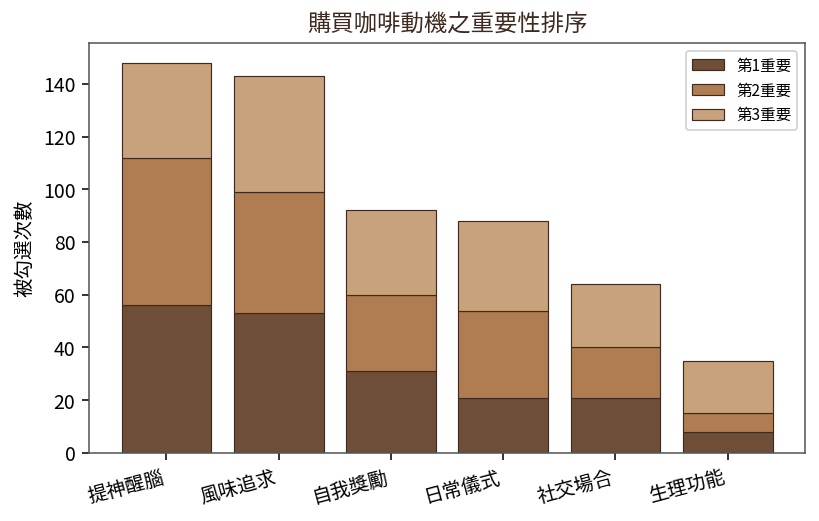 購買咖啡動機之重要性排序
被勾選次數
140
120
100
80
60
40
20
0
第1重要
第2重要
第3重要
提神醒腦
風味追求
自我獎勵
日常儀式
社交場合
生理功能